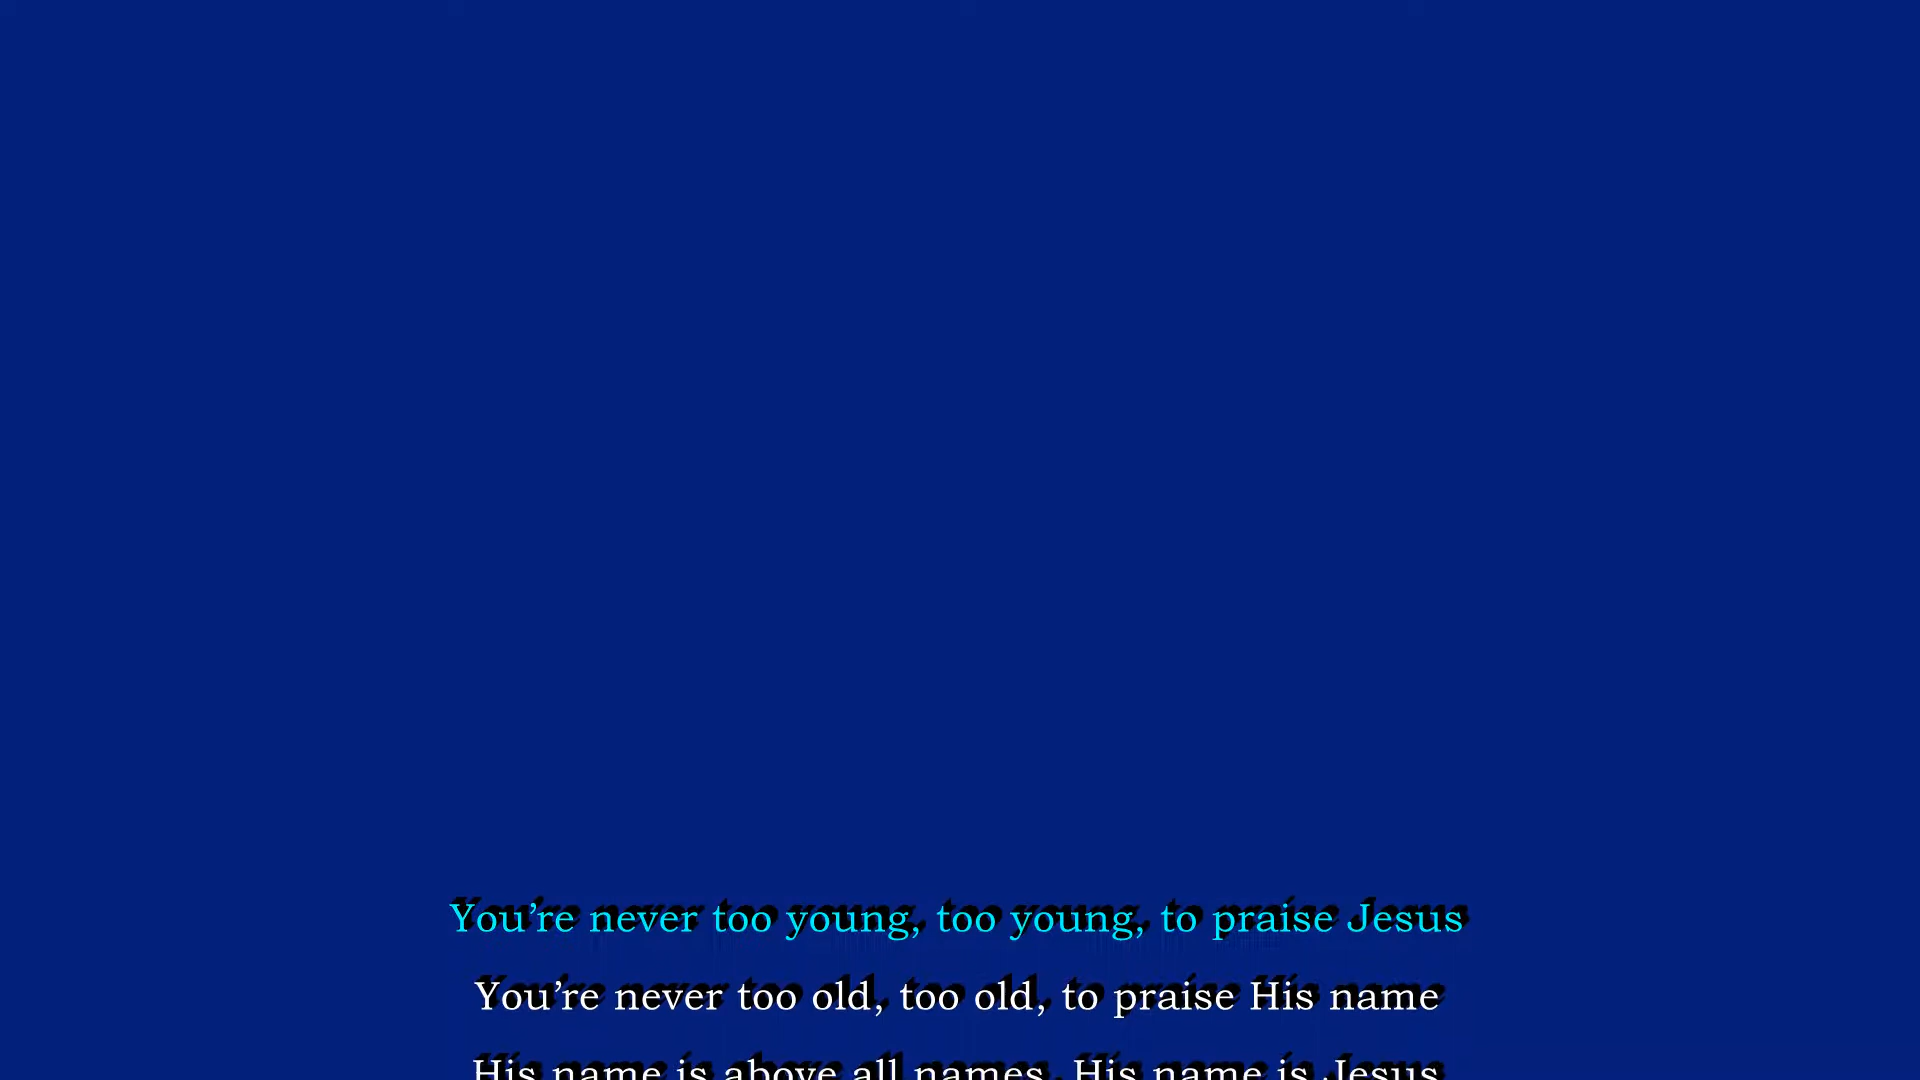 You’re never too young, too young, to praise Jesus
You’re never too old, too old, to praise His name
His name is above all names, His name is Jesus